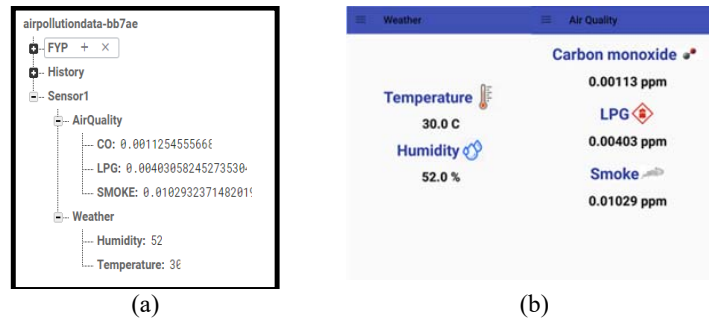 airpollutiondata-bb7ae
FYP + ×
History
Sensor1
AirQuality
CO: 0.001125455566
LPG: 0.00403058245273530
SMOKE: 0.010293237148201
Weather
Humidity: 52
Temperature: 3
(a)
Weather
Temperature
30.0 C
Humidity
52.0 %
Air Quality
Carbon monoxide
0.00113 ppm
LPG
0.00403 ppm
Smoke
0.01029 ppm
(b)